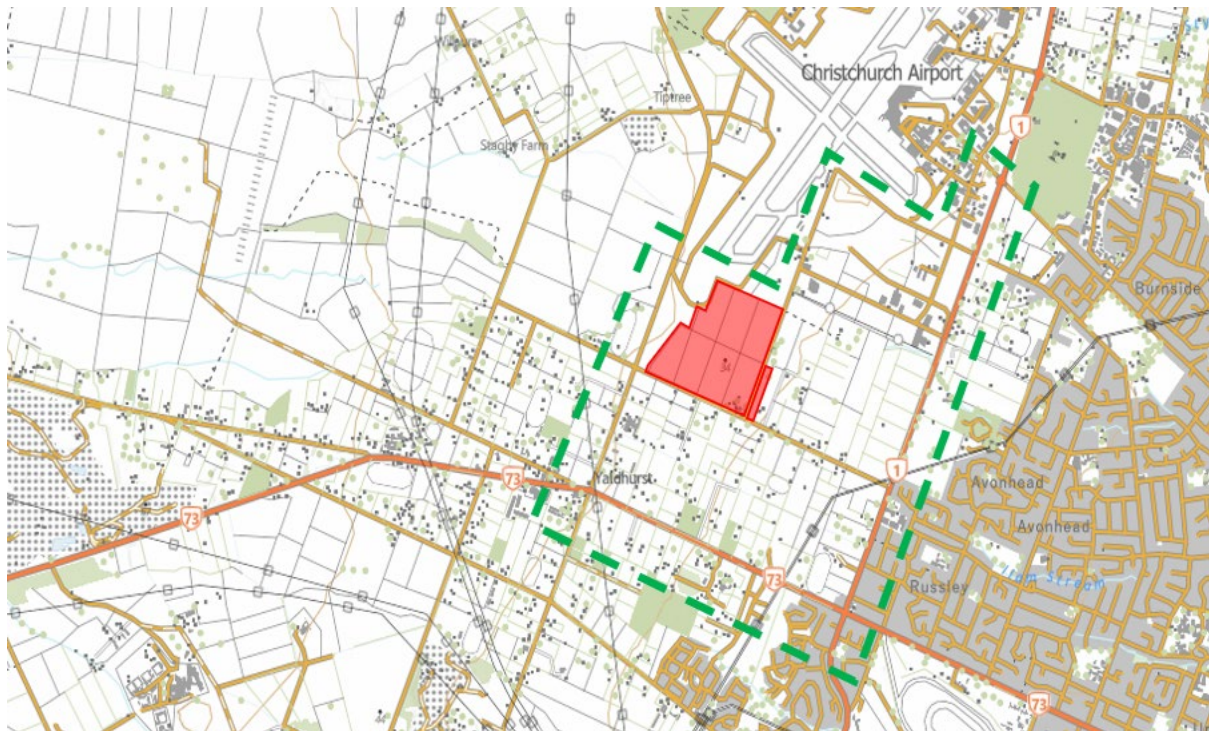 Christchurch Airport
Tiptree
1
Stagby Farm
Burnside
34
1
73
Yaldhurst
Avonhead
73
Avonhead
Ilam Stream
73
Russley
73